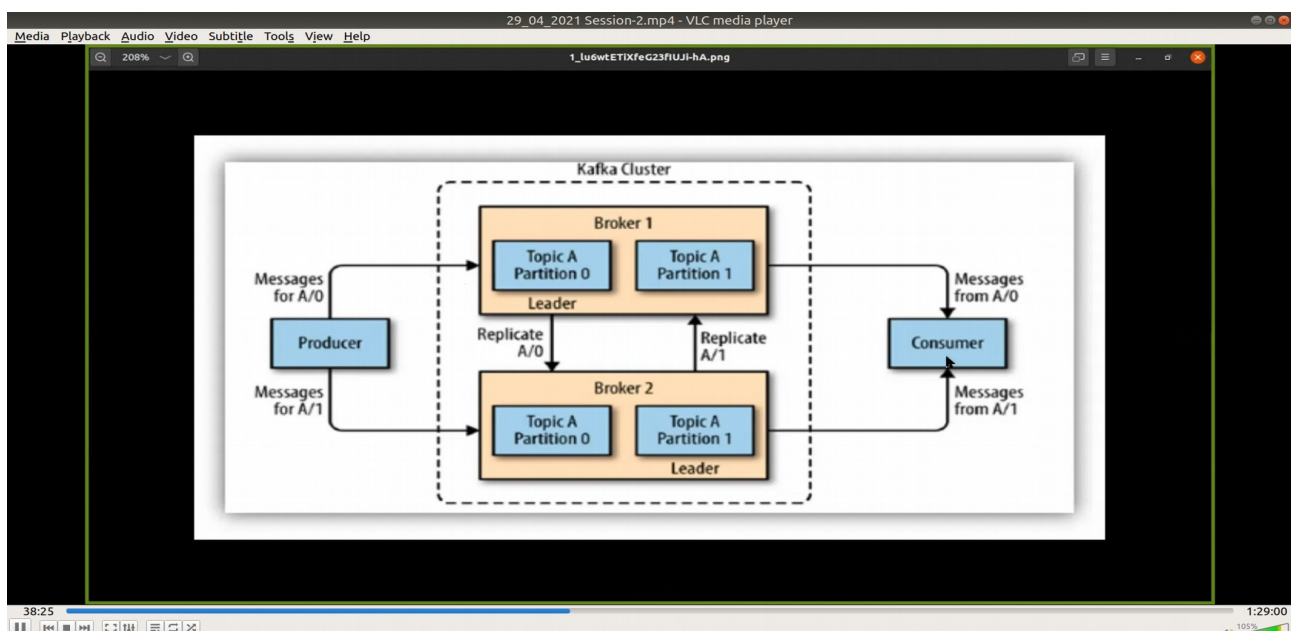 29_04_2021 Session-2.mp4 - VLC media player
Media Playback Audio Video Subtitle Tools View Help
208%
1_lu6wtETiXfeG23fIUJi-hA.png
Kafka Cluster
Broker 1
Topic A
Partition 0
Topic A
Partition 1
Leader
Messages
for A/0
Messages
from A/0
Producer
Replicate
A/0
Replicate
A/1
Consumer
Messages
for A/1
Messages
from A/1
Broker 2
Topic A
Partition 0
Topic A
Partition 1
Leader
38:25
1:29:00
105%